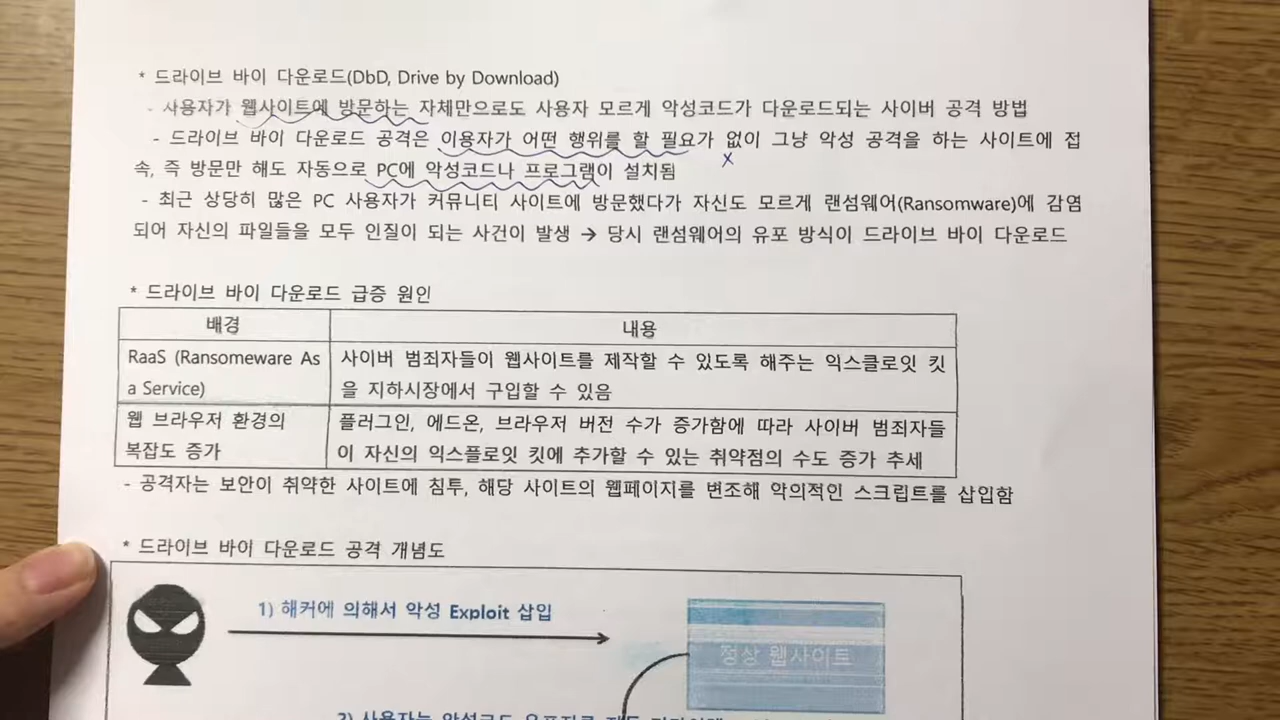 * 드라이브 바이 다운로드(DbD, Drive by Download)
- 사용자가 웹사이트에 방문하는 자체만으로도 사용자 모르게 악성코드가 다운로드되는 사이버 공격 방법
- 드라이브 바이 다운로드 공격은 이용자가 어떤 행위를 할 필요가 없이 그냥 악성 공격을 하는 사이트에 접
x
속, 즉 방문만 해도 자동으로 PC에 악성코드나 프로그램이 설치됨
- 최근 상당히 많은 PC 사용자가 커뮤니티 사이트에 방문했다가 자신도 모르게 랜섬웨어(Ransomware)에 감염
되어 자신의 파일들을 모두 인질이 되는 사건이 발생 → 당시 랜섬웨어의 유포 방식이 드라이브 바이 다운로드
* 드라이브 바이 다운로드 급증 원인
배경 내용
RaaS (Ransomeware As 사이버 범죄자들이 웹사이트를 제작할 수 있도록 해주는 익스클로잇 킷
a Service) 을 지하시장에서 구입할 수 있음
웹 브라우저 환경의 플러그인, 에드온, 브라우저 버전 수가 증가함에 따라 사이버 범죄자들
복잡도 증가 이 자신의 익스플로잇 킷에 추가할 수 있는 취약점의 수도 증가 추세
- 공격자는 보안이 취약한 사이트에 침투, 해당 사이트의 웹페이지를 변조해 악의적인 스크립트를 삽입함
* 드라이브 바이 다운로드 공격 개념도
1) 해커에 의해서 악성 Exploit 삽입
정상 웹사이트
2) 사용자는 악성코드 유포지로